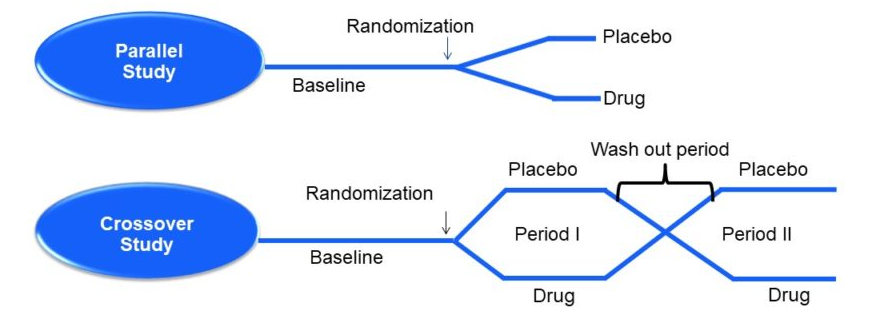 Parallel
Study
Randomization
Baseline
Placebo
Drug
Crossover
Study
Randomization
Baseline
Placebo
Period I
Drug
Wash out period
Placebo
Period II
Drug